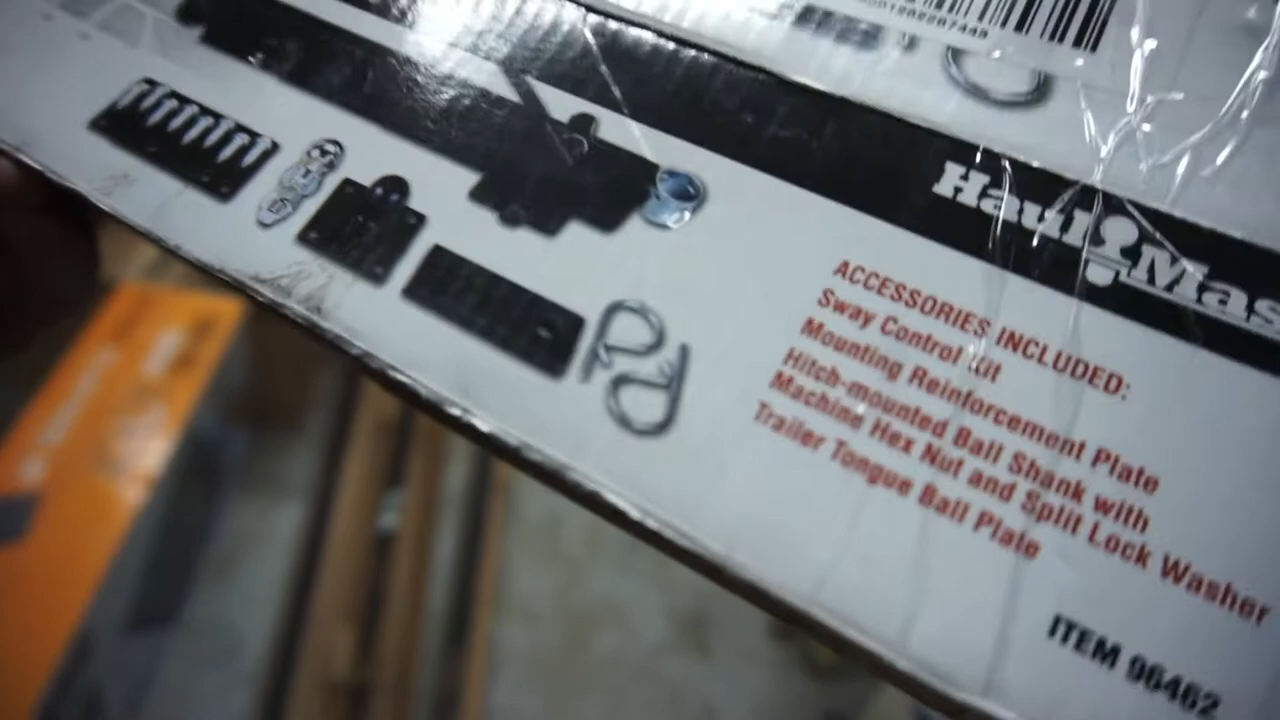 Haul Mas
ACCESSORIES INCLUDED:
Sway Control Kit
Mounting Reinforcement Plate
Hitch-mounted Ball Shank with
Machine Hex Nut and Split Lock Washer
Trailer Tongue Ball Plate
ITEM 96462